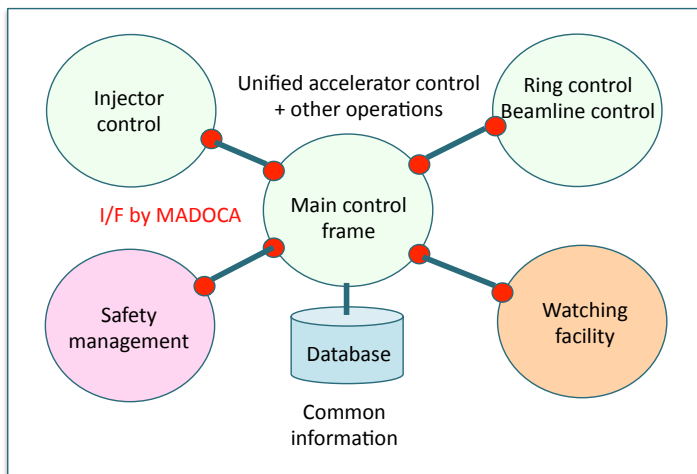 Injector
control
Unified accelerator control
+ other operations
Ring control
Beamline control
I/F by MADOCA
Main control
frame
Safety
management
Database
Watching
facility
Common
information